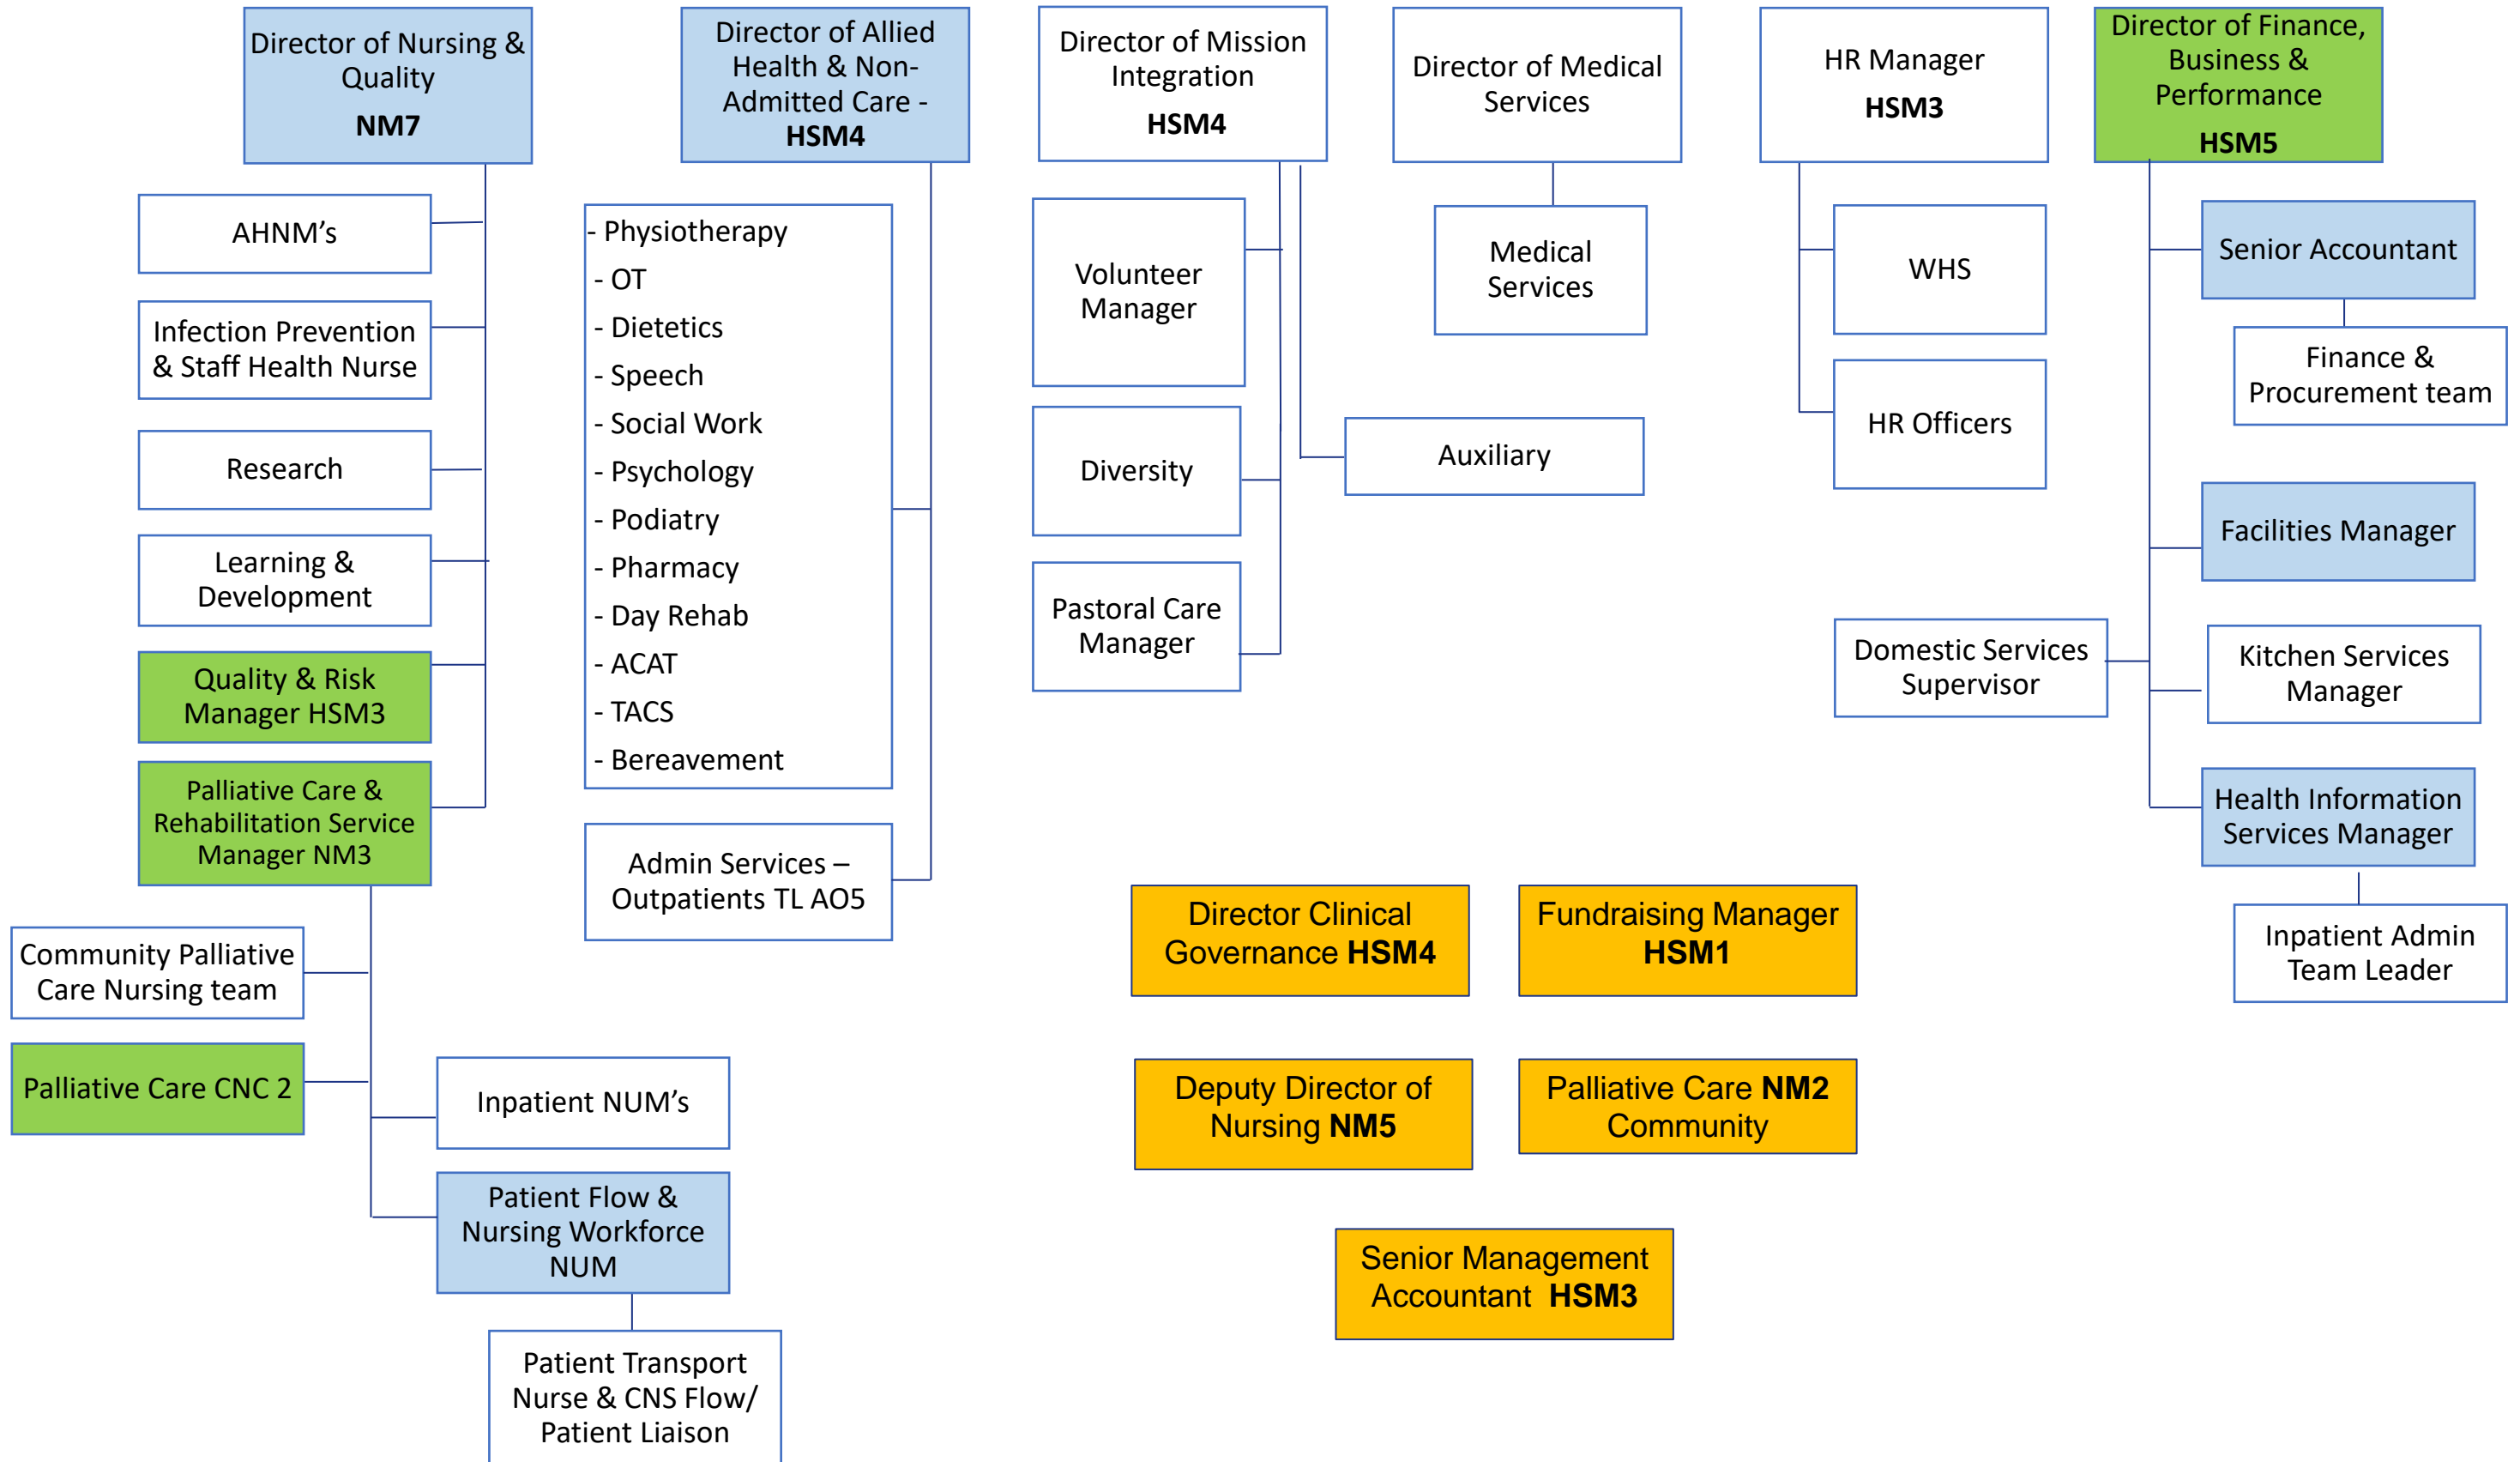 Director of Nursing &
Quality
NM7
Director of Allied
Health & Non-
Admitted Care -
HSM4
Director of Mission
Integration
HSM4
Director of Medical
Services
HR Manager
HSM3
Director of Finance,
Business &
Performance
HSM5
AHNM’s
Infection Prevention
& Staff Health Nurse
Research
Learning &
Development
Quality & Risk
Manager HSM3
Palliative Care &
Rehabilitation Service
Manager NM3
Community Palliative
Care Nursing team
Palliative Care CNC 2
Inpatient NUM’s
Patient Flow &
Nursing Workforce
NUM
Patient Transport
Nurse & CNS Flow/
Patient Liaison
- Physiotherapy
- OT
- Dietetics
- Speech
- Social Work
- Psychology
- Podiatry
- Pharmacy
- Day Rehab
- ACAT
- TACS
- Bereavement
Admin Services –
Outpatients TL AO5
Volunteer
Manager
Diversity
Pastoral Care
Manager
Auxiliary
Medical
Services
WHS
HR Officers
Senior Accountant
Finance &
Procurement team
Facilities Manager
Domestic Services
Supervisor
Kitchen Services
Manager
Health Information
Services Manager
Inpatient Admin
Team Leader
Director Clinical
Governance HSM4
Fundraising Manager
HSM1
Deputy Director of
Nursing NM5
Palliative Care NM2
Community
Senior Management
Accountant HSM3